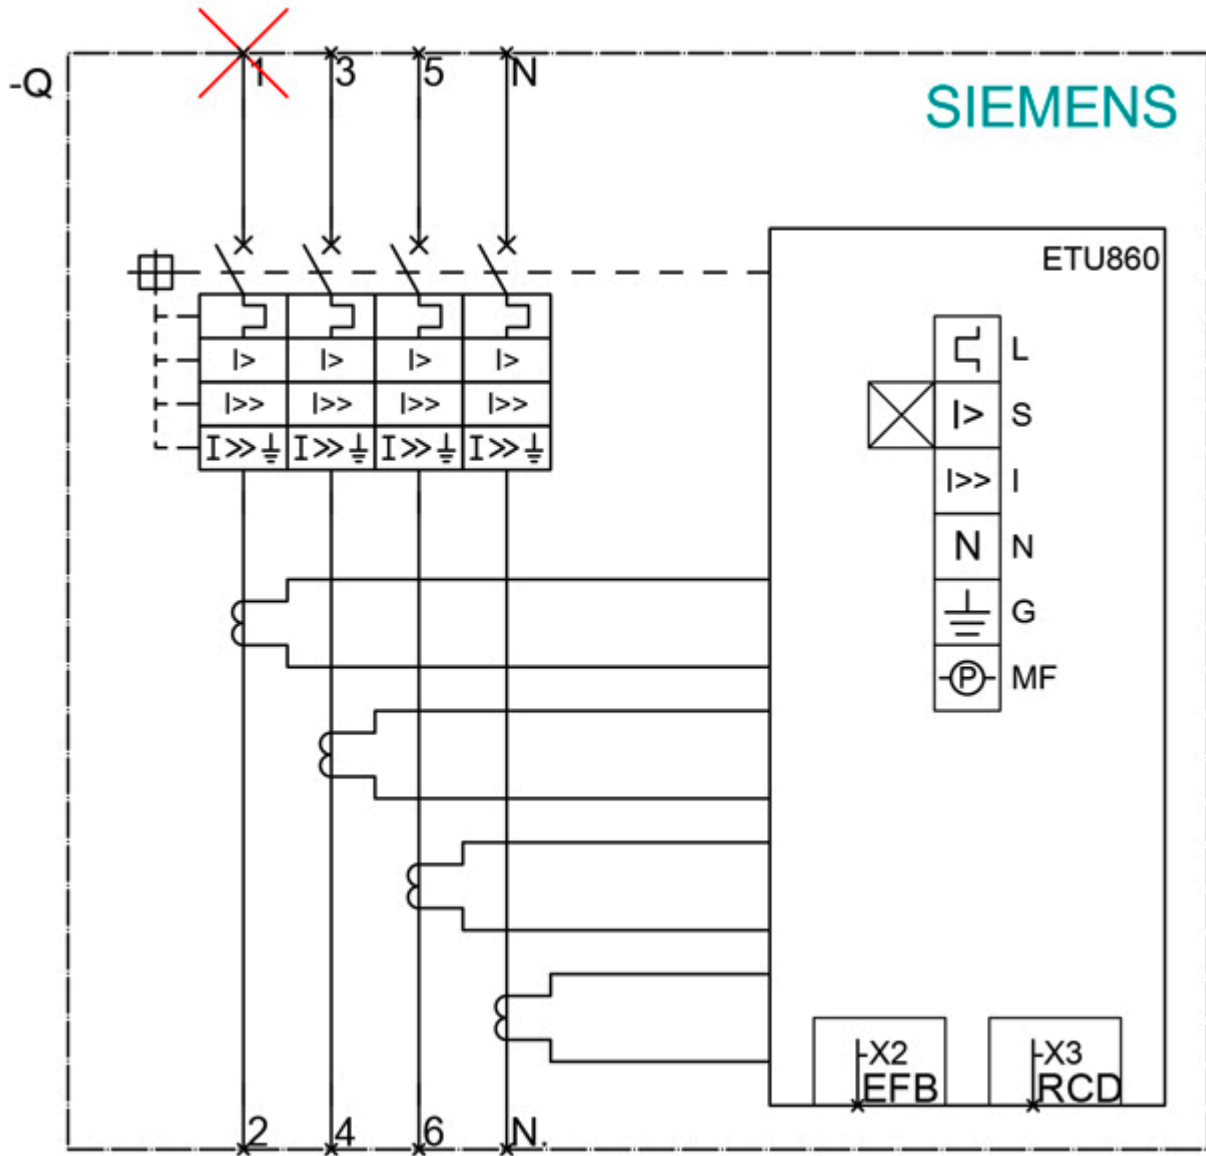 -Q
1 3 5 N
SIEMENS
ETU860
I> I> I> I>
I>> I>> I>> I>>
I>> I>> I>> I>>
L
I> S
I>> I
N N
G
P MF
-X2 -X3
EFB RCD
2 4 6 N.